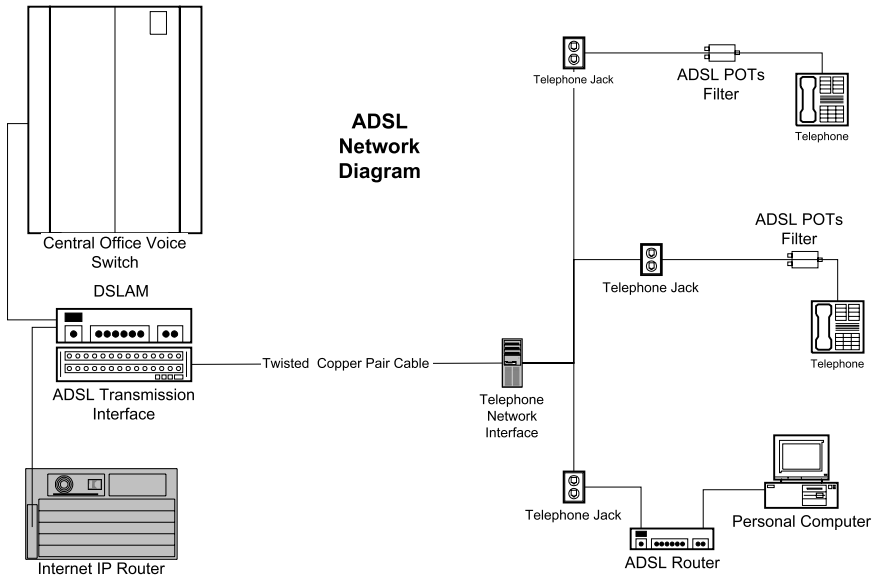 ADSL
Network
Diagram
Central Office Voice
Switch
DSLAM
ADSL Transmission
Interface
Internet IP Router
Twisted Copper Pair Cable
Telephone
Network
Interface
Telephone Jack
ADSL POTs
Filter
Telephone
Telephone Jack
ADSL POTs
Filter
Telephone
Telephone Jack
ADSL Router
Personal Computer